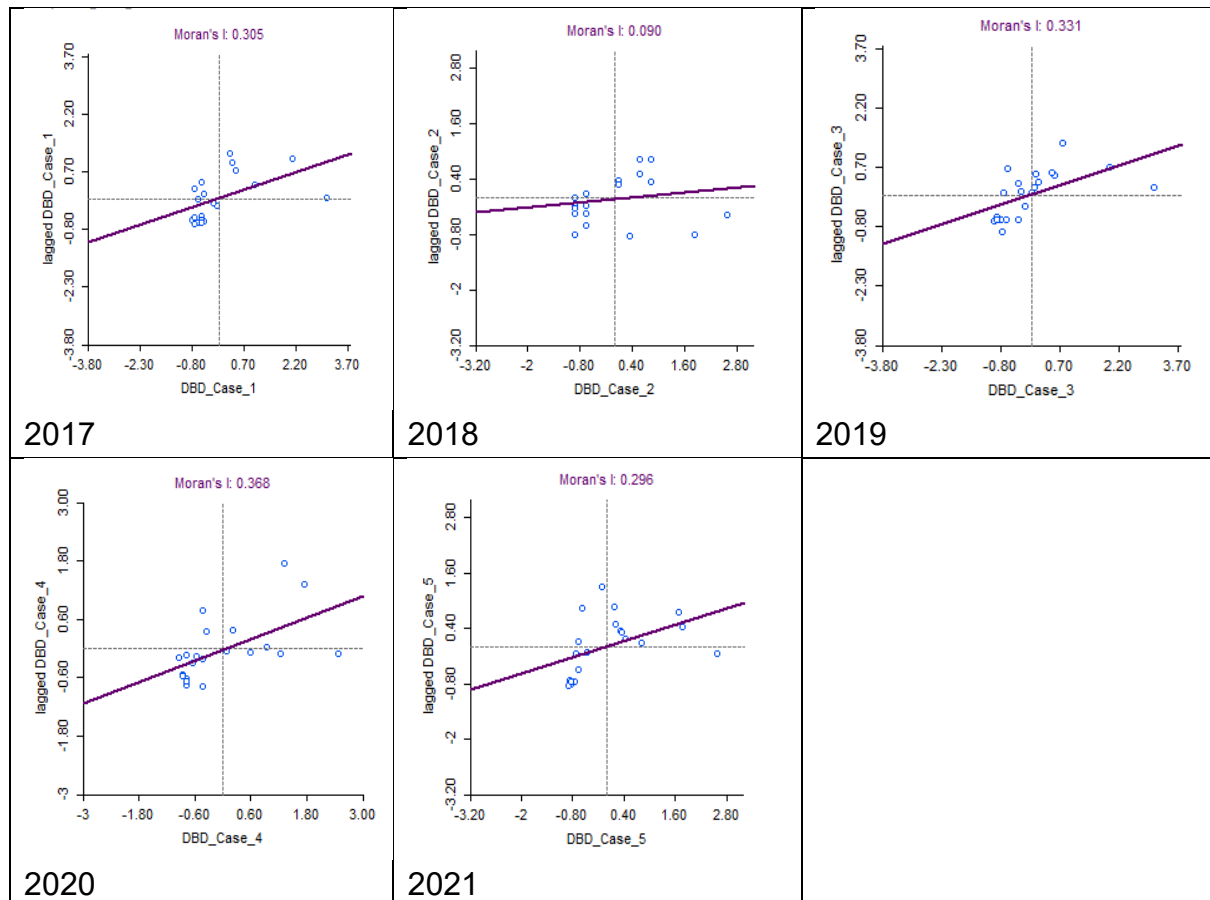 Moran's I: 0.305
lagged DBD_Case_1
3.70
2.20
0.70
-0.80
-2.30
-3.80
-3.80 -2.30 -0.80 0.70 2.20 3.70
DBD_Case_1
2017
Moran's I: 0.090
lagged DBD_Case_2
2.80
1.60
0.40
-0.80
-2
-3.20
-3.20 -2 -0.80 0.40 1.60 2.80
DBD_Case_2
2018
Moran's I: 0.331
lagged DBD_Case_3
3.70
2.20
0.70
-0.80
-2.30
-3.80
-3.80 -2.30 -0.80 0.70 2.20 3.70
DBD_Case_3
2019
Moran's I: 0.368
lagged DBD_Case_4
3.00
1.80
0.60
-0.60
-1.80
-3
-3 -1.80 -0.60 0.60 1.80 3.00
DBD_Case_4
2020
Moran's I: 0.296
lagged DBD_Case_5
2.80
1.60
0.40
-0.80
-2
-3.20
-3.20 -2 -0.80 0.40 1.60 2.80
DBD_Case_5
2021